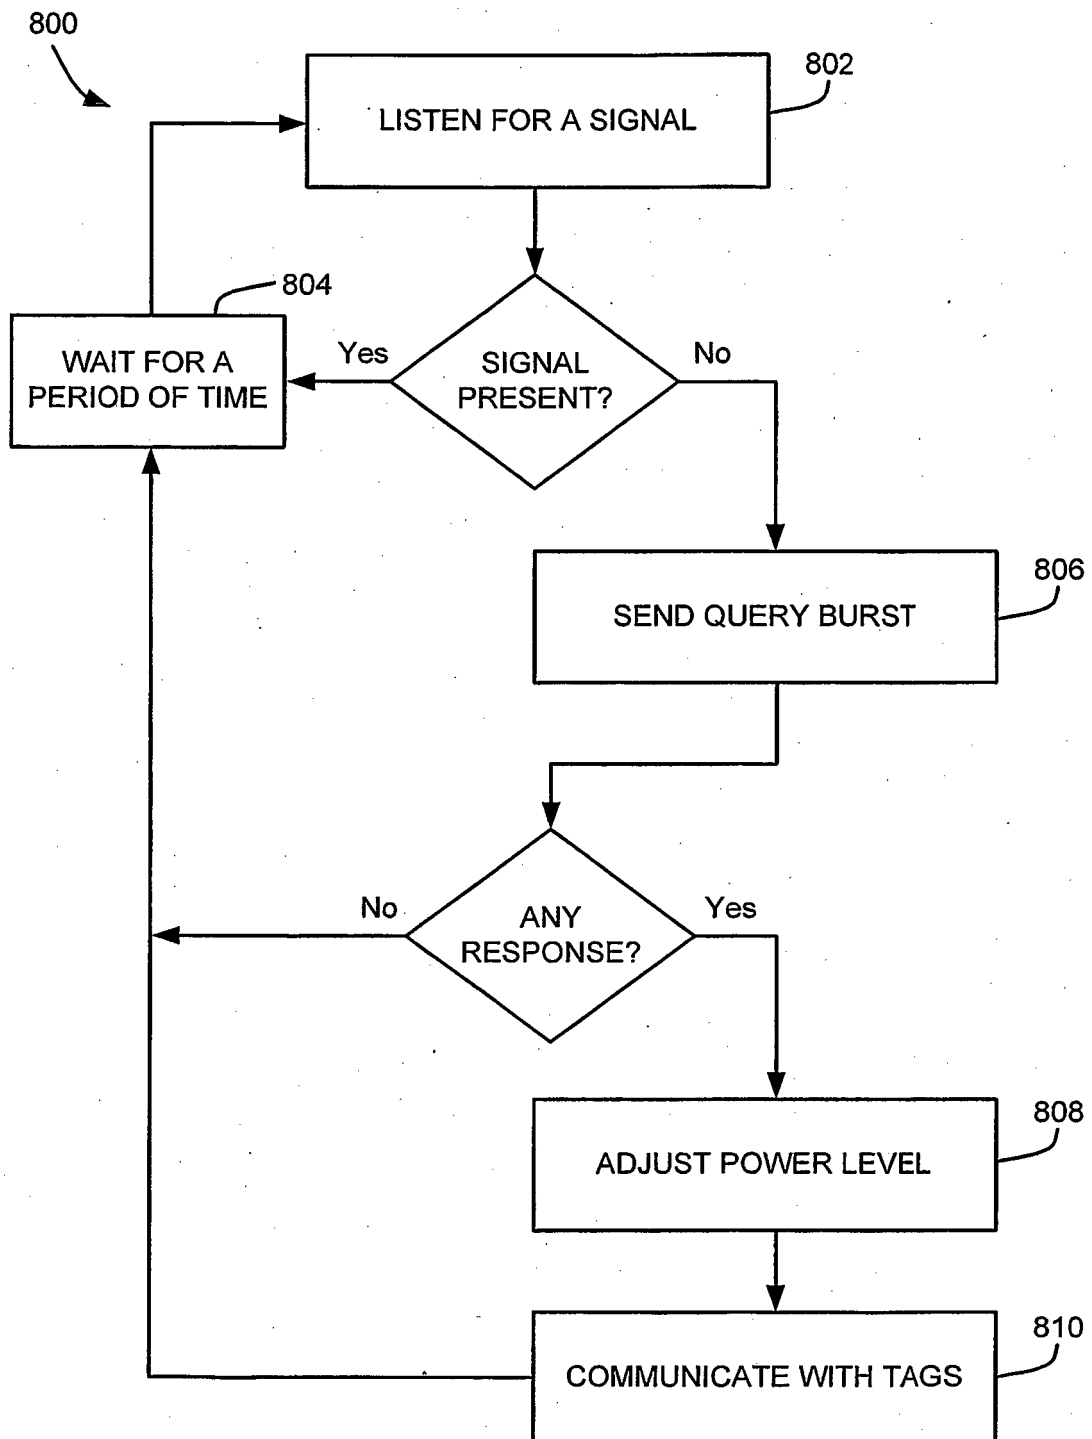 800
802
LISTEN FOR A SIGNAL
804
WAIT FOR A
PERIOD OF TIME
Yes
SIGNAL
PRESENT?
No
806
SEND QUERY BURST
No
ANY
RESPONSE?
Yes
808
ADJUST POWER LEVEL
810
COMMUNICATE WITH TAGS